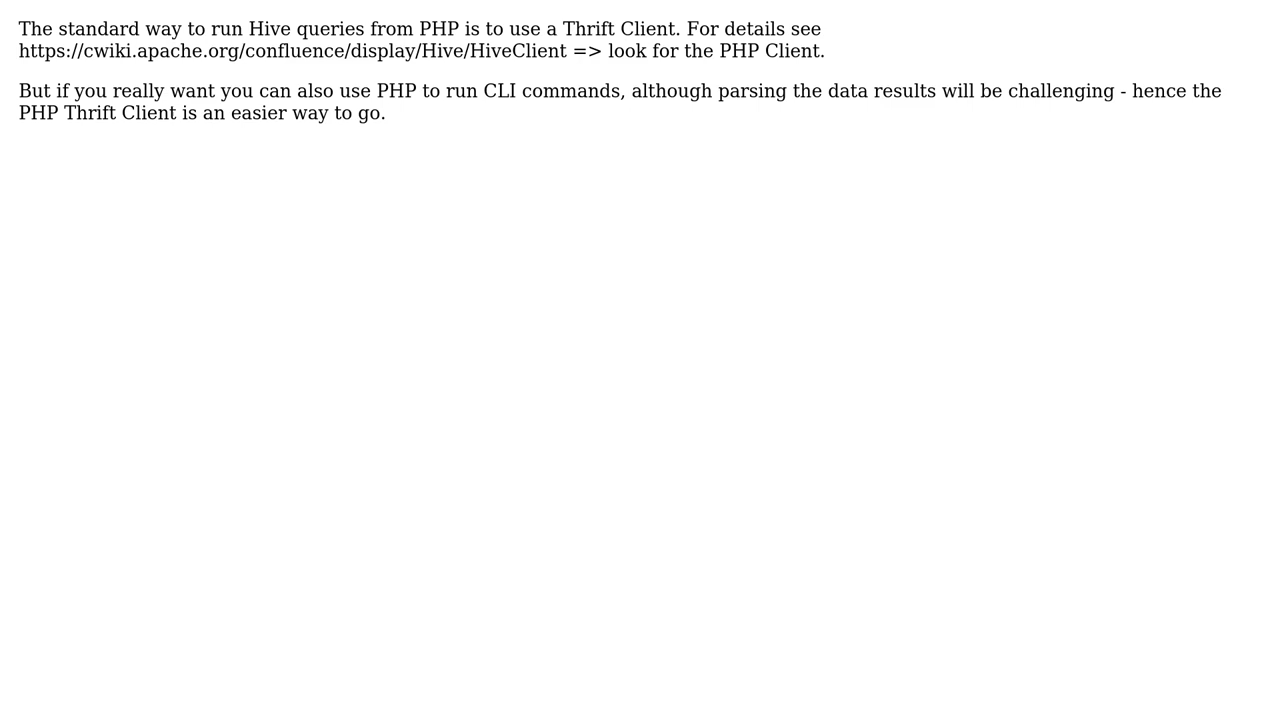 The standard way to run Hive queries from PHP is to use a Thrift Client. For details see
https://cwiki.apache.org/confluence/display/Hive/HiveClient => look for the PHP Client.
But if you really want you can also use PHP to run CLI commands, although parsing the data results will be challenging - hence the
PHP Thrift Client is an easier way to go.